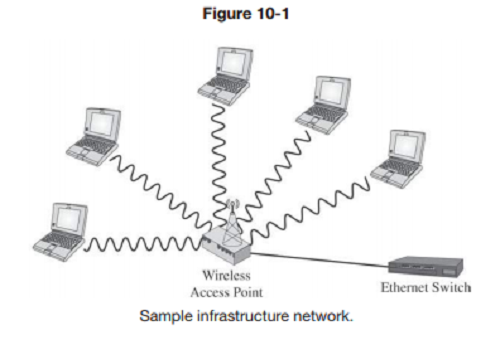 Figure 10-1
Wireless
Access Point
Ethernet Switch
Sample infrastructure network.